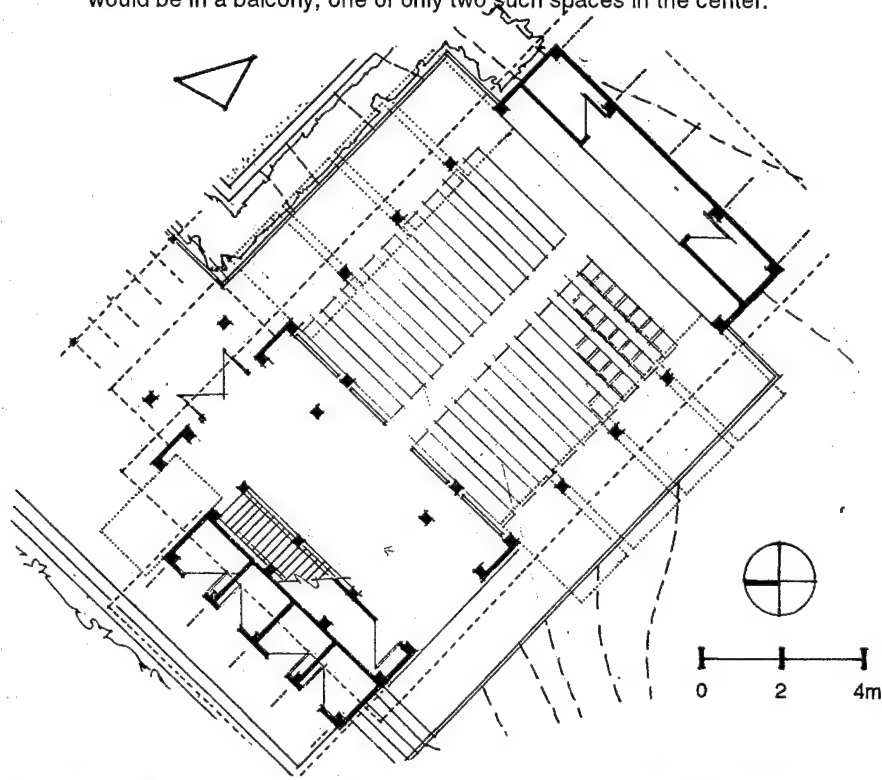 would be in a balcony, one of only two such spaces in the center.
0 2 4m